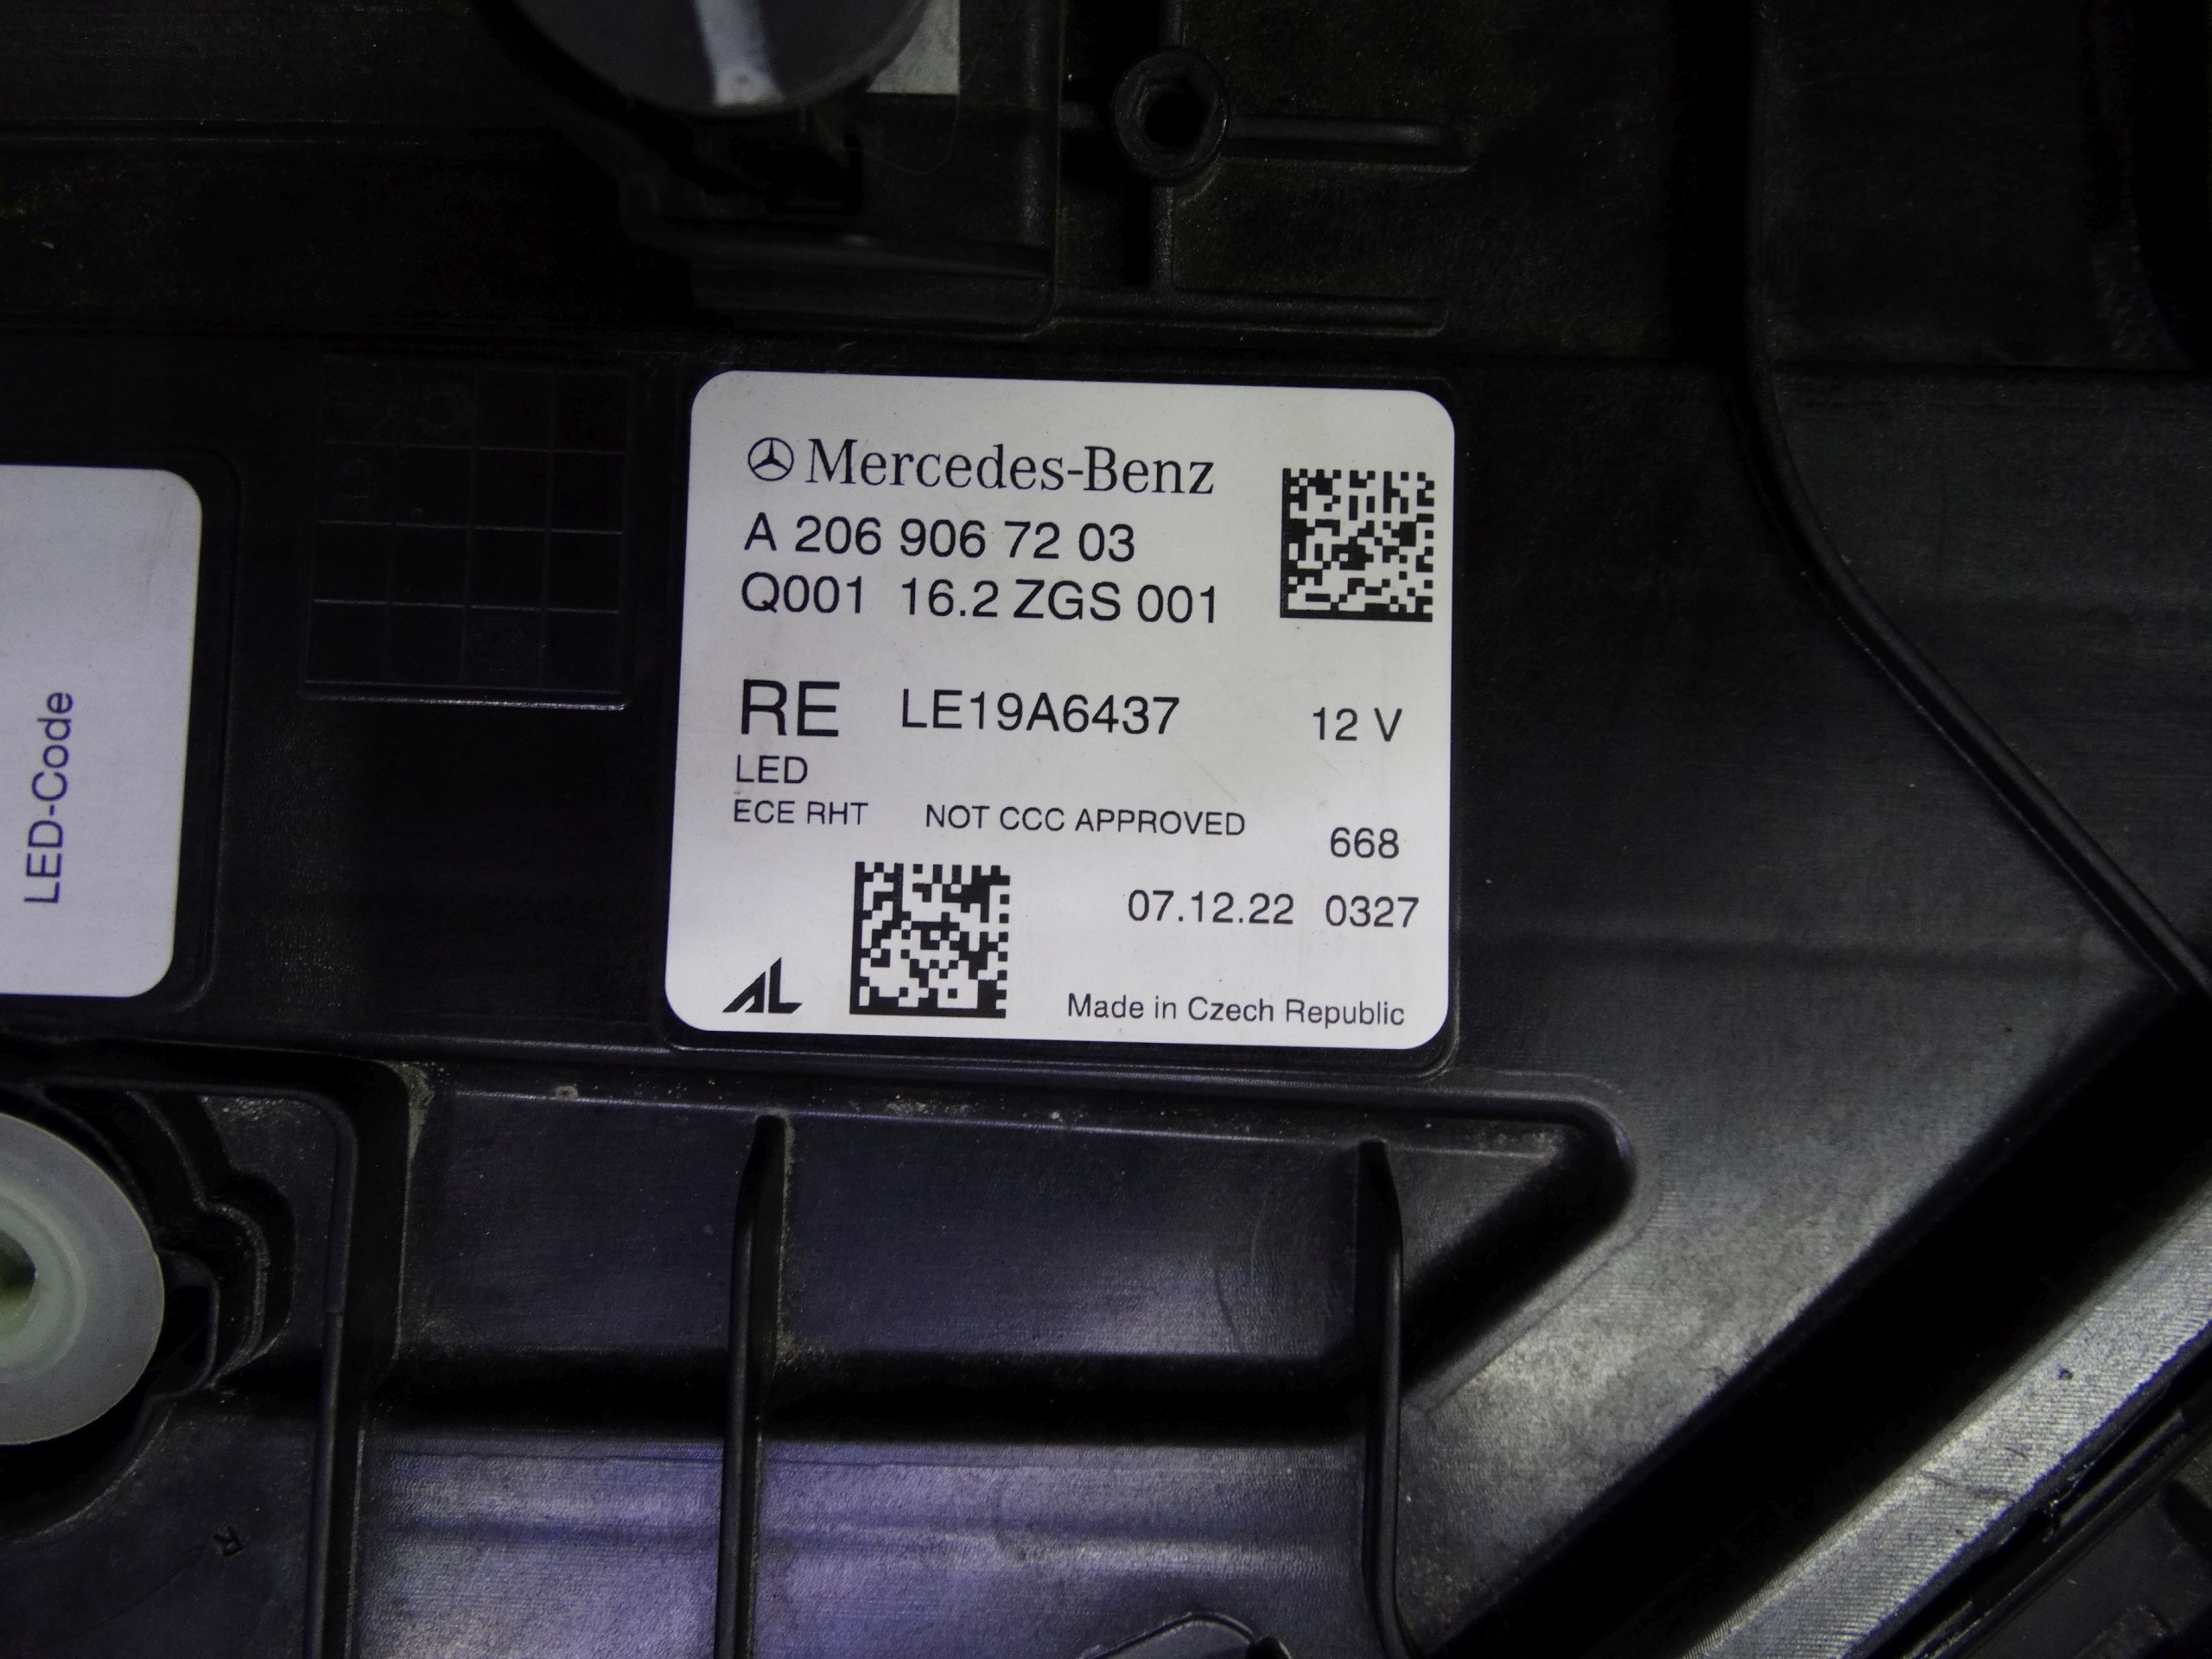 Mercedes-Benz
A 206 906 72 03
Q001 16.2 ZGS 001
RE LE19A6437 12 V
LED
ECE RHT NOT CCC APPROVED 668
07.12.22 0327
AL
Made in Czech Republic
LED-Code
R